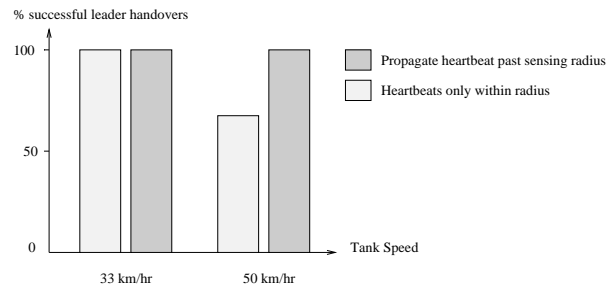 % successful leader handovers
100
50
0
Propagate heartbeat past sensing radius
Heartbeats only within radius
Tank Speed
33 km/hr
50 km/hr